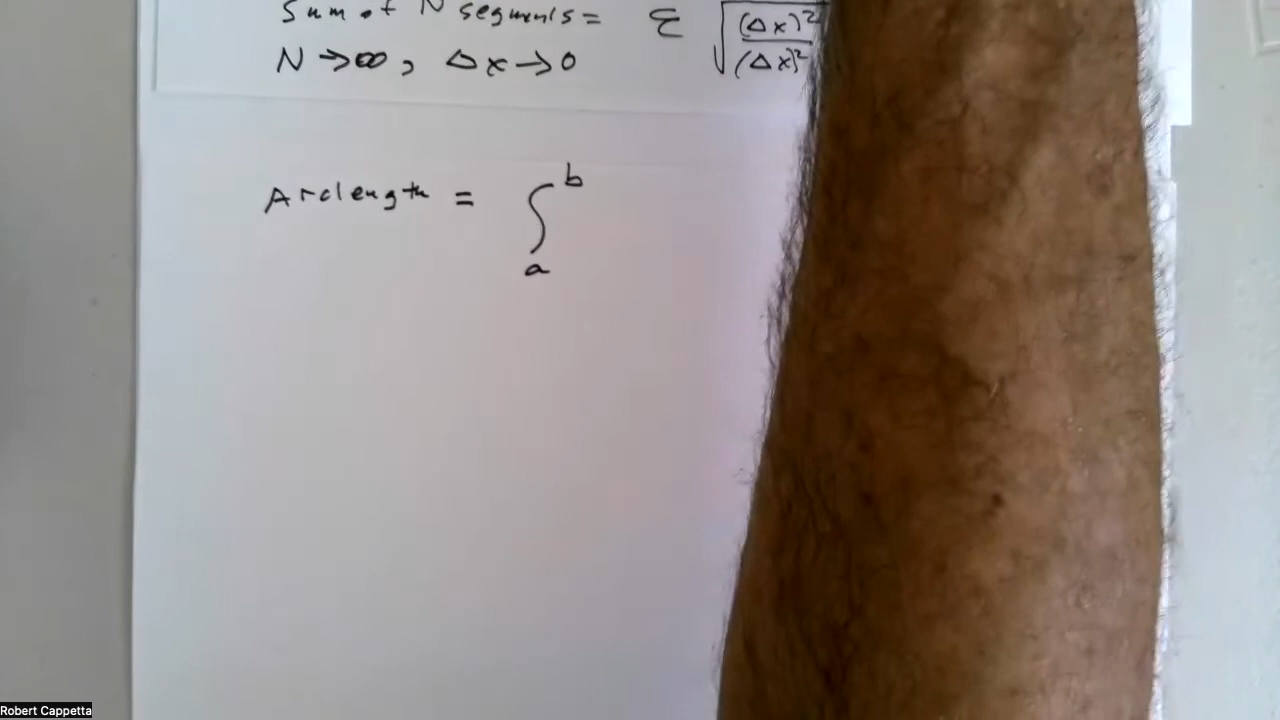 Sum of N segments = Σ √(Δx)²/(Δx)²
N → ∞, Δx → 0
Arclength = ∫ₐᵇ
Robert Cappetta